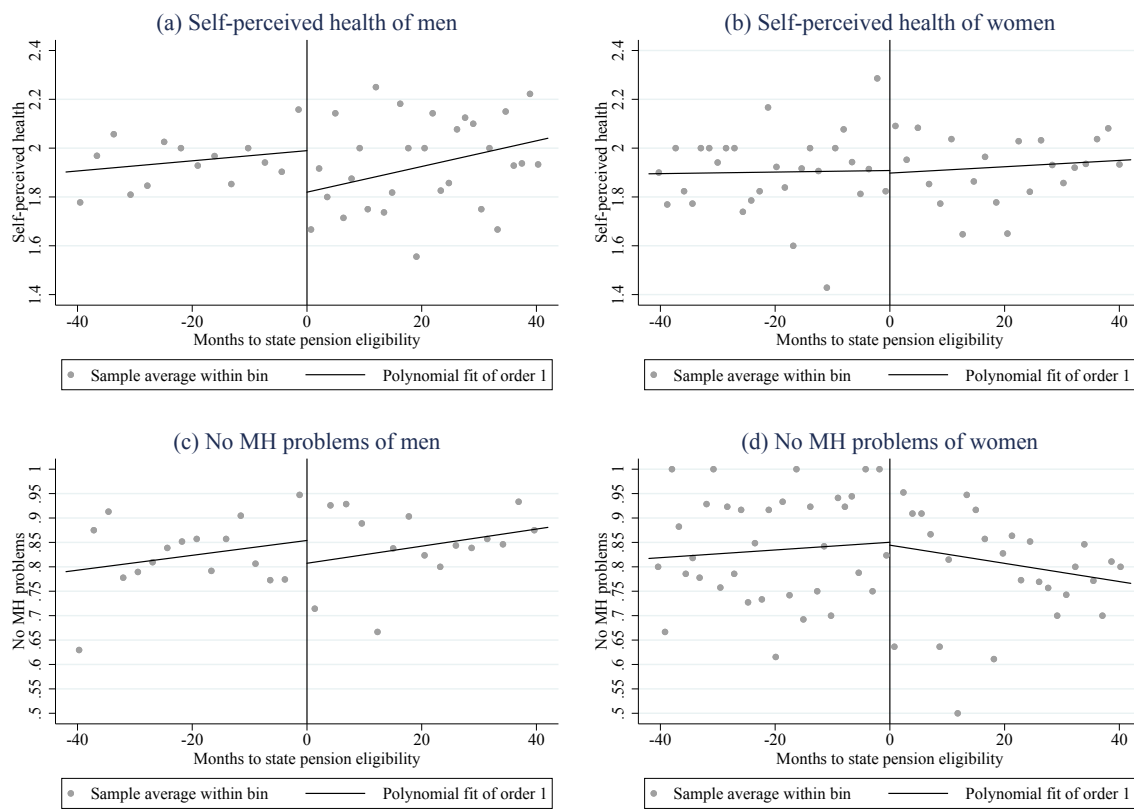 (a) Self-perceived health of men
Self-perceived health
2.4
2.2
2
1.8
1.6
1.4
-40 -20 0 20 40
Months to state pension eligibility
Sample average within bin Polynomial fit of order 1
(b) Self-perceived health of women
Self-perceived health
2.4
2.2
2
1.8
1.6
1.4
-40 -20 0 20 40
Months to state pension eligibility
Sample average within bin Polynomial fit of order 1
(c) No MH problems of men
No MH problems
1
.95
.9
.85
.8
.75
.7
.65
.6
.55
.5
-40 -20 0 20 40
Months to state pension eligibility
Sample average within bin Polynomial fit of order 1
(d) No MH problems of women
No MH problems
1
.95
.9
.85
.8
.75
.7
.65
.6
.55
.5
-40 -20 0 20 40
Months to state pension eligibility
Sample average within bin Polynomial fit of order 1